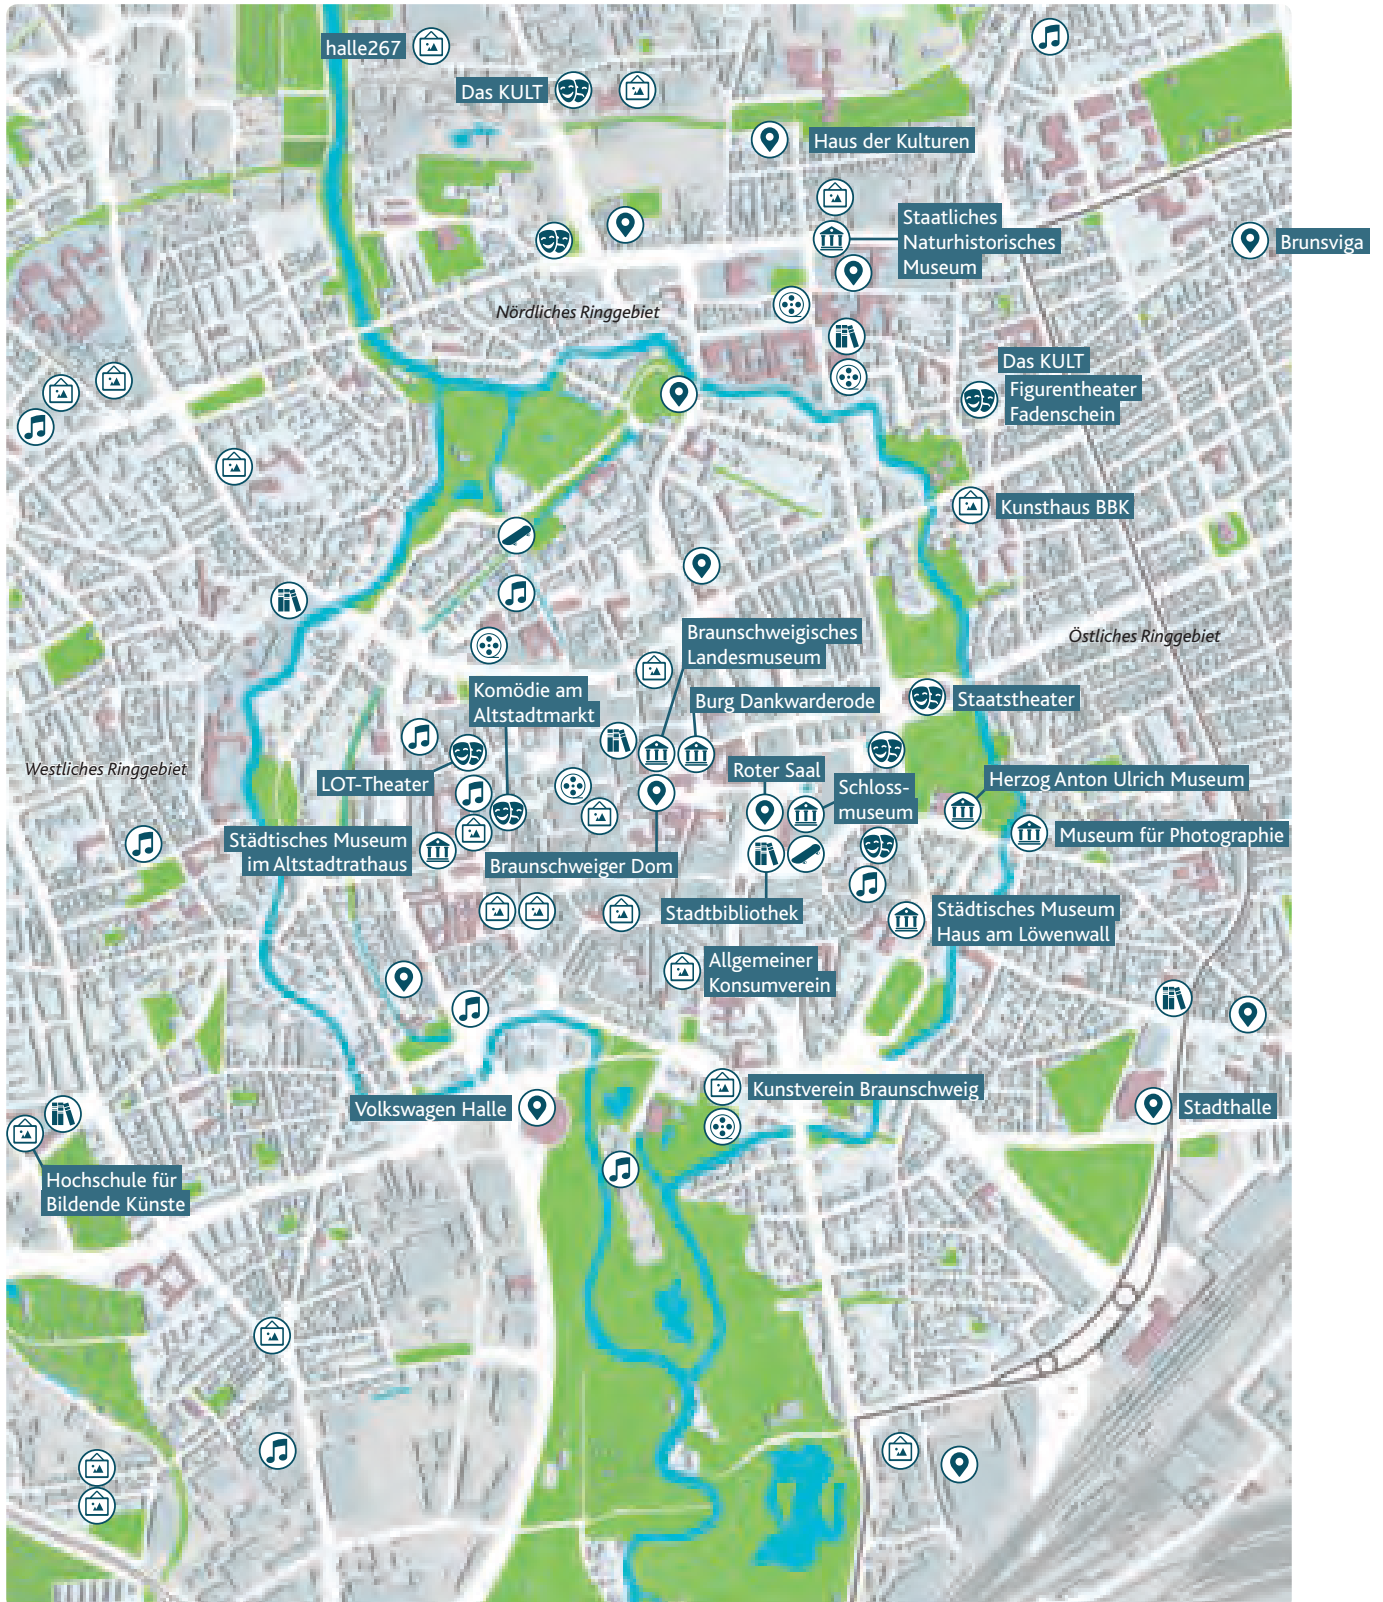 halle267
Das KULT
Haus der Kulturen
Staatliches
Naturhistorisches
Museum
Brunsviga
Nördliches Ringgebiet
Das KULT
Figurentheater
Fadenschein
Kunsthaus BBK
Braunschweigisches
Landesmuseum
Östliches Ringgebiet
Komödie am
Altstadtmarkt
Burg Dankwarderode
Staatstheater
Westliches Ringgebiet
LOT-Theater
Roter Saal
Schloss-
museum
Herzog Anton Ulrich Museum
Städtisches Museum
im Altstadtrathaus
Museum für Photographie
Braunschweiger Dom
Stadtbibliothek
Städtisches Museum
Haus am Löwenwall
Allgemeiner
Konsumverein
Kunstverein Braunschweig
Volkswagen Halle
Stadthalle
Hochschule für
Bildende Künste